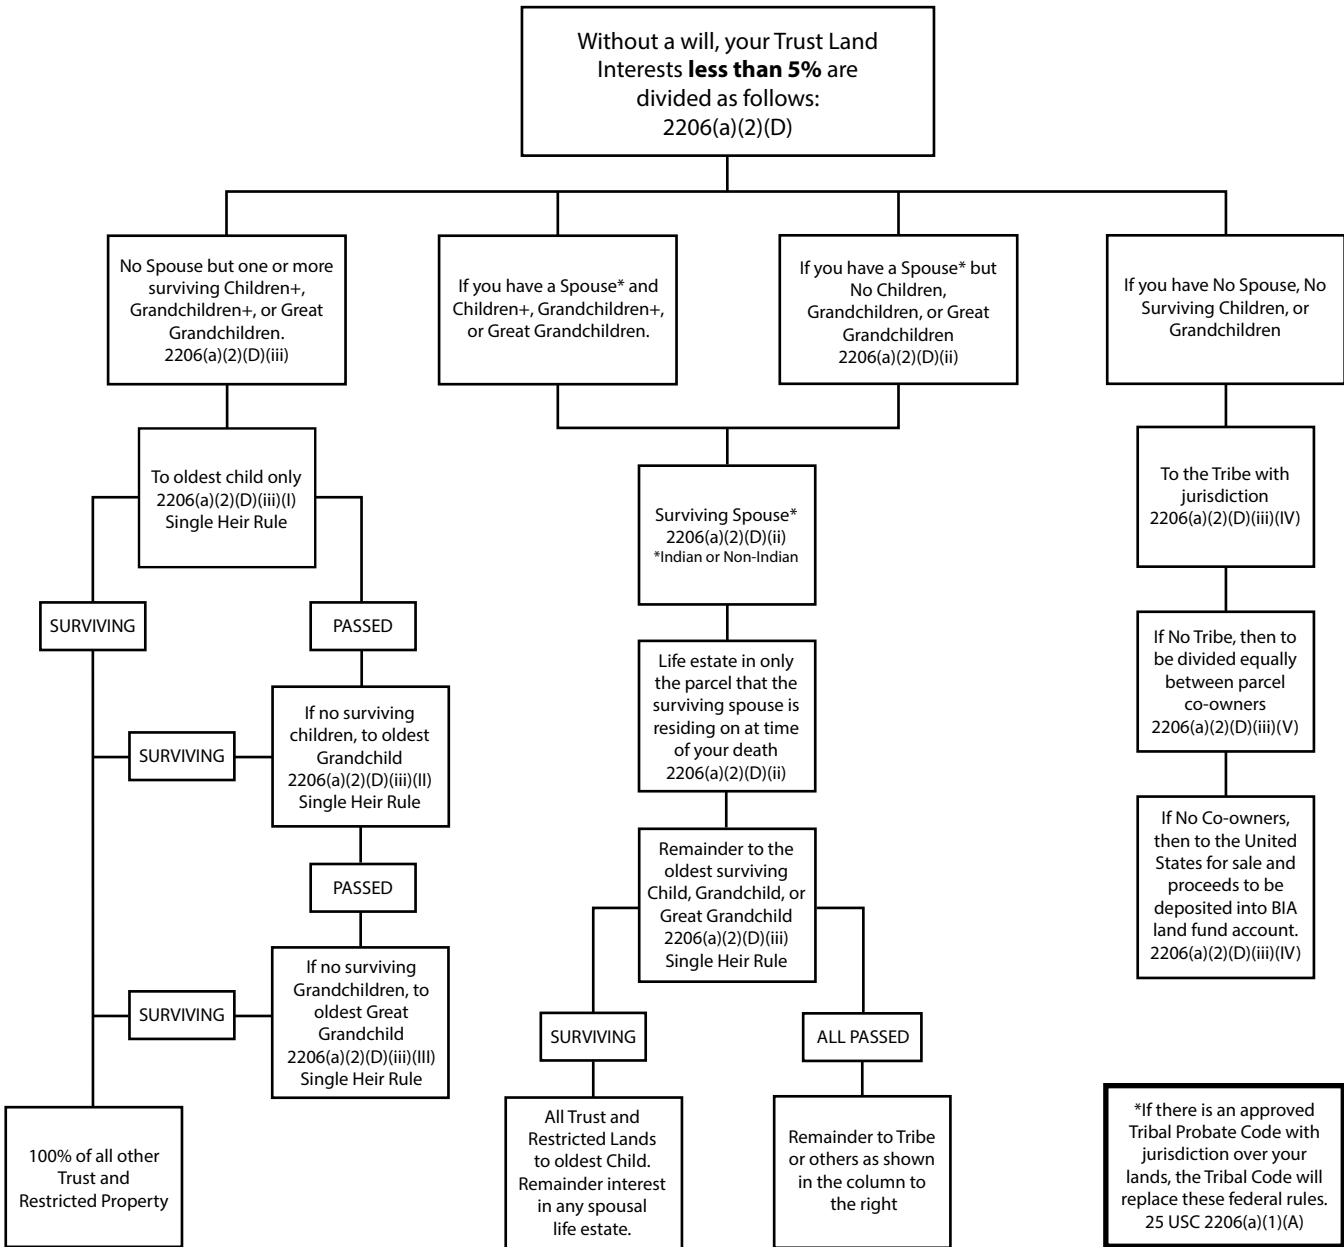 Without a will, your Trust Land
Interests less than 5% are
divided as follows:
2206(a)(2)(D)
No Spouse but one or more
surviving Children+,
Grandchildren+, or Great
Grandchildren.
2206(a)(2)(D)(iii)
If you have a Spouse* and
Children+, Grandchildren+,
or Great Grandchildren.
If you have a Spouse* but
No Children,
Grandchildren, or Great
Grandchildren
2206(a)(2)(D)(ii)
If you have No Spouse, No
Surviving Children, or
Grandchildren
To oldest child only
2206(a)(2)(D)(iii)(I)
Single Heir Rule
SURVIVING
PASSED
If no surviving
children, to oldest
Grandchild
2206(a)(2)(D)(iii)(II)
Single Heir Rule
SURVIVING
PASSED
If no surviving
Grandchildren, to
oldest Great
Grandchild
2206(a)(2)(D)(iii)(III)
Single Heir Rule
SURVIVING
100% of all other
Trust and
Restricted Property
Surviving Spouse*
2206(a)(2)(D)(ii)
*Indian or Non-Indian
Life estate in only
the parcel that the
surviving spouse is
residing on at time
of your death
2206(a)(2)(D)(ii)
Remainder to the
oldest surviving
Child, Grandchild, or
Great Grandchild
2206(a)(2)(D)(iii)
Single Heir Rule
SURVIVING
ALL PASSED
All Trust and
Restricted Lands
to oldest Child.
Remainder interest
in any spousal
life estate.
Remainder to Tribe
or others as shown
in the column to
the right
To the Tribe with
jurisdiction
2206(a)(2)(D)(iii)(IV)
If No Tribe, then to
be divided equally
between parcel
co-owners
2206(a)(2)(D)(iii)(V)
If No Co-owners,
then to the United
States for sale and
proceeds to be
deposited into BIA
land fund account.
2206(a)(2)(D)(iii)(IV)
*If there is an approved
Tribal Probate Code with
jurisdiction over your
lands, the Tribal Code will
replace these federal rules.
25 USC 2206(a)(1)(A)